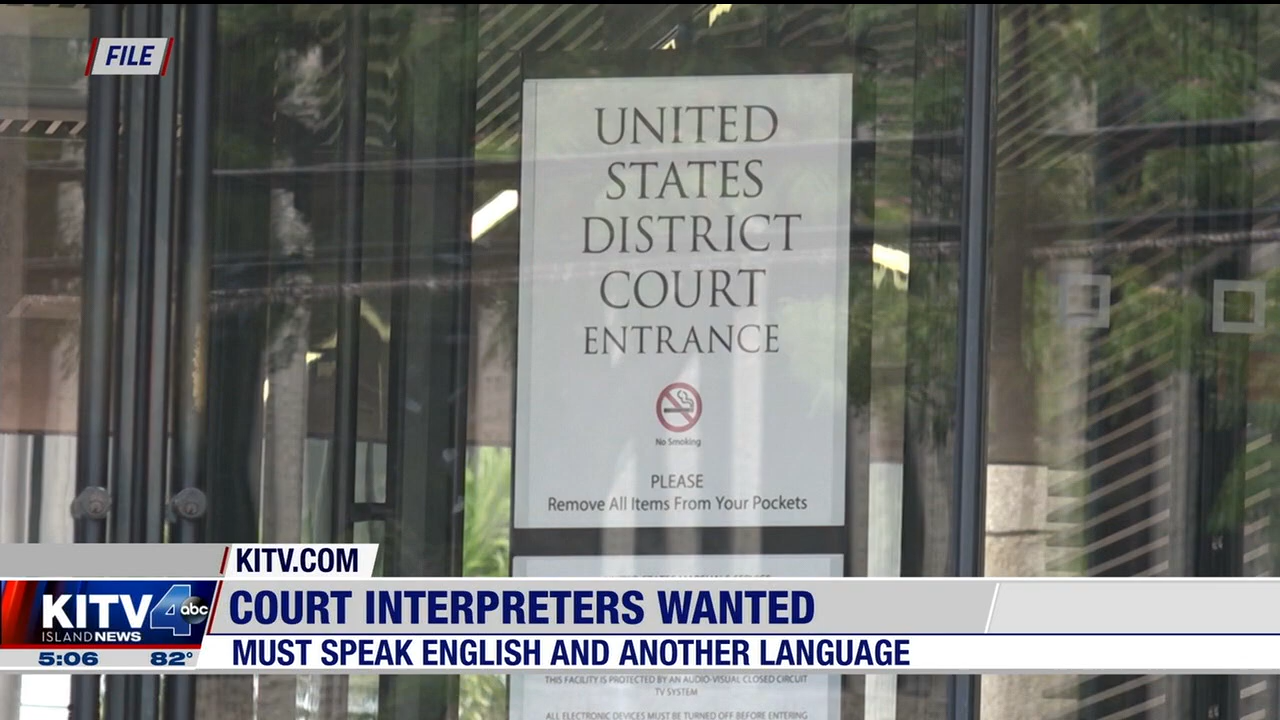 FILE
UNITED
STATES
DISTRICT
COURT
ENTRANCE
No Smoking
PLEASE
Remove All Items From Your Pockets
KITV.COM
KITV4 abc
ISLAND NEWS
COURT INTERPRETERS WANTED
5:06 82°
MUST SPEAK ENGLISH AND ANOTHER LANGUAGE
THIS FACILITY IS PROTECTED BY AN AUDIO-VISUAL CLOSED CIRCUIT
TV SYSTEM
ALL ELECTRONIC DEVICES MUST BE TURNED OFF BEFORE ENTERING